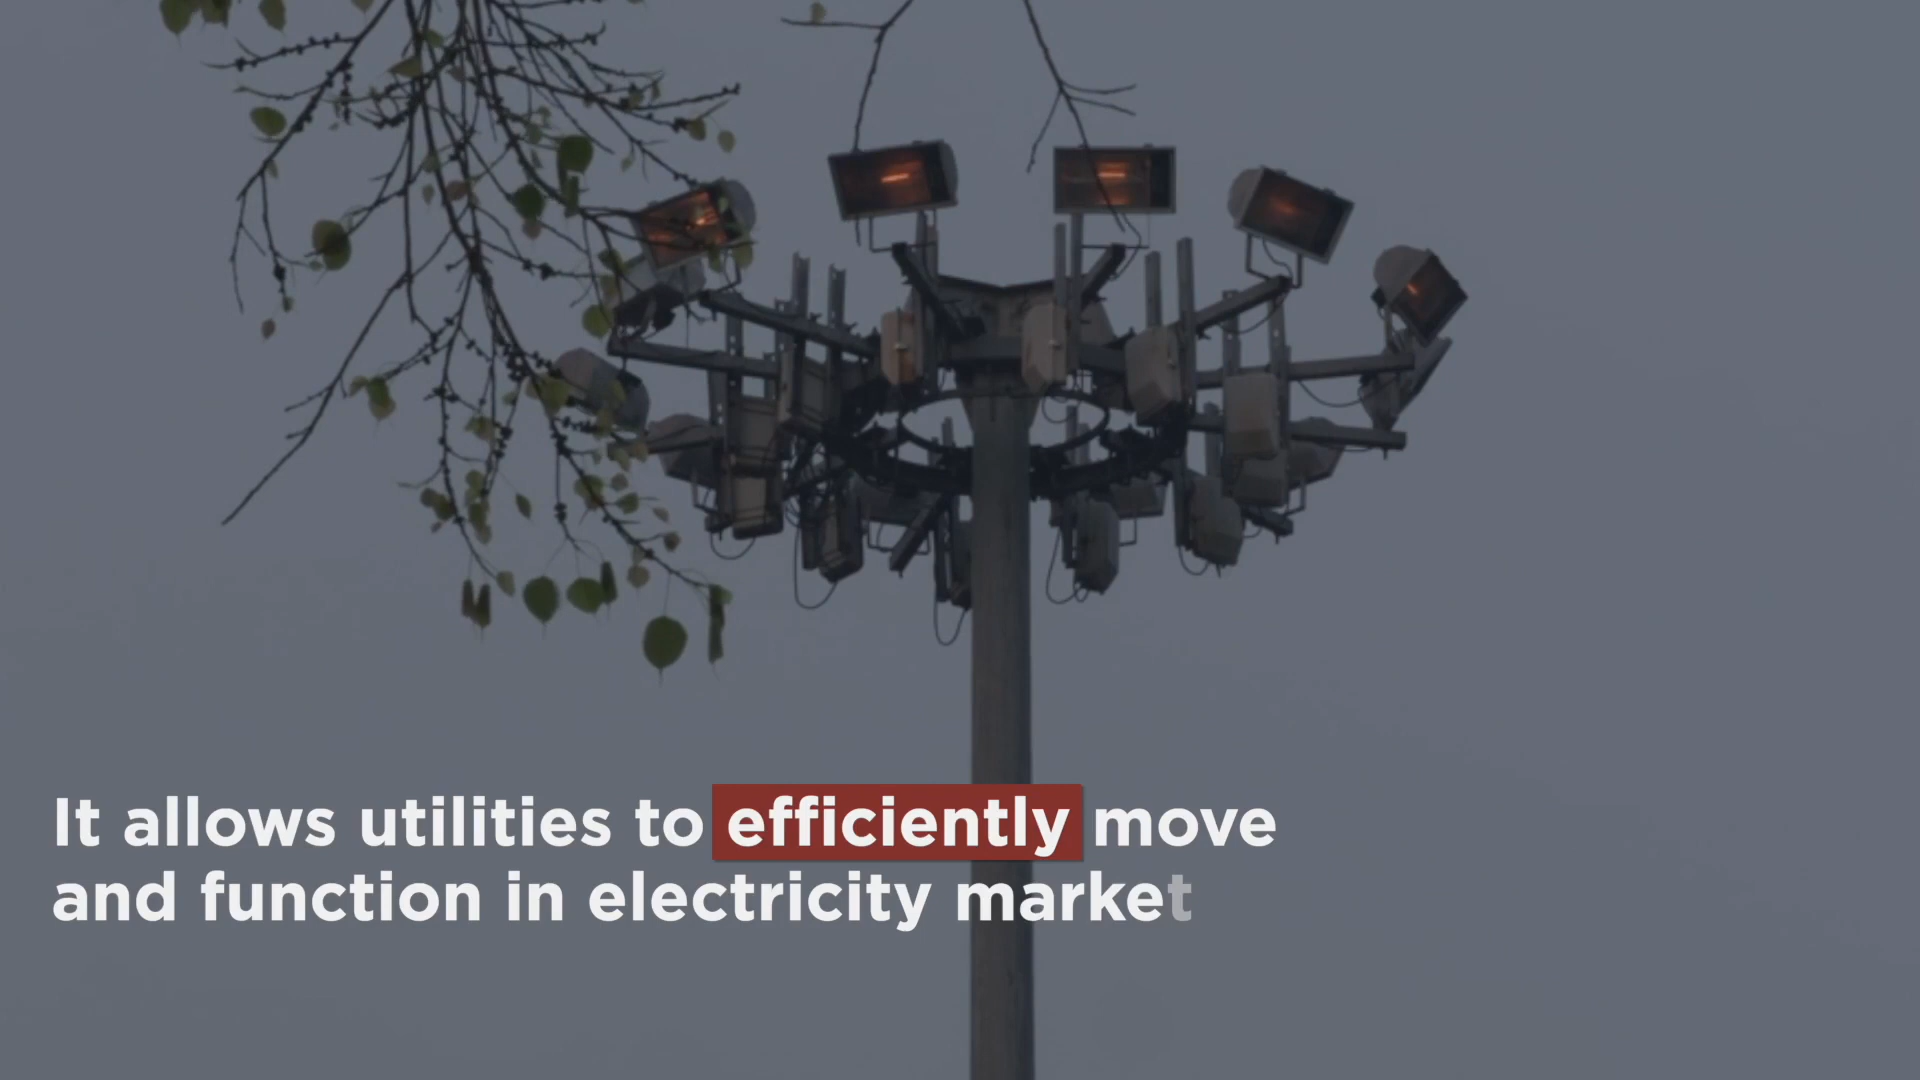 It allows utilities to efficiently move
and function in electricity market